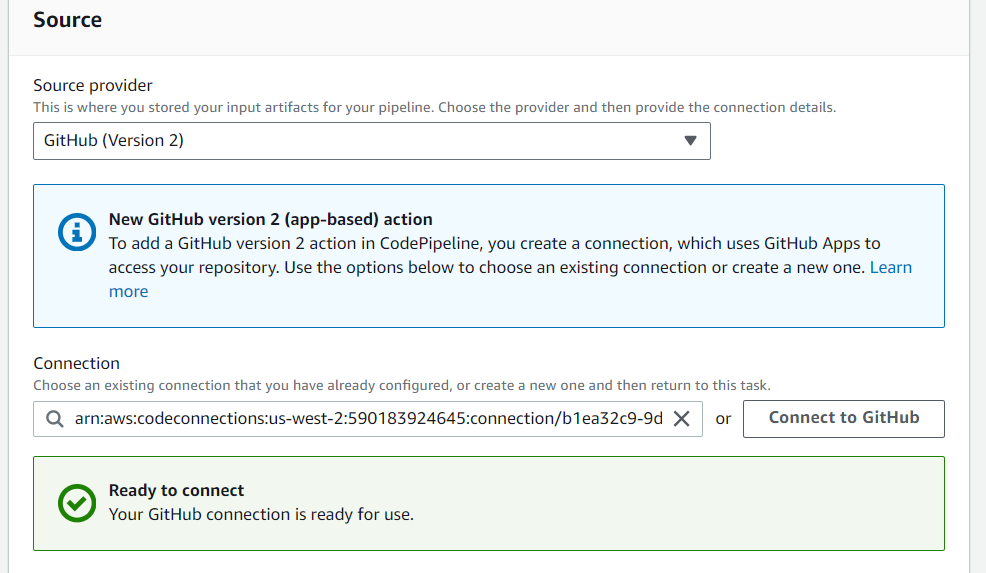 Source
Source provider
This is where you stored your input artifacts for your pipeline. Choose the provider and then provide the connection details.
GitHub (Version 2)
New GitHub version 2 (app-based) action
To add a GitHub version 2 action in CodePipeline, you create a connection, which uses GitHub Apps to
access your repository. Use the options below to choose an existing connection or create a new one. Learn
more
Connection
Choose an existing connection that you have already configured, or create a new one and then return to this task.
arn:aws:codeconnections:us-west-2:590183924645:connection/b1ea32c9-9d
or
Connect to GitHub
Ready to connect
Your GitHub connection is ready for use.